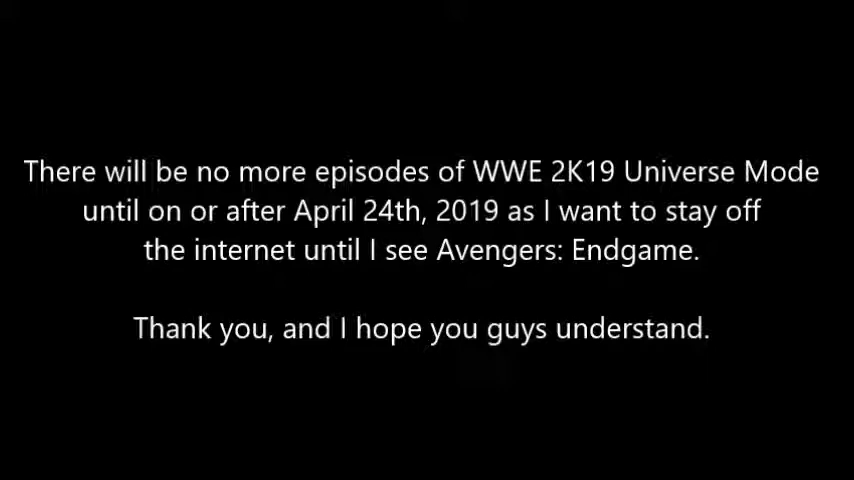 There will be no more episodes of WWE 2K19 Universe Mode
until on or after April 24th, 2019 as I want to stay off
the internet until I see Avengers: Endgame.
Thank you, and I hope you guys understand.